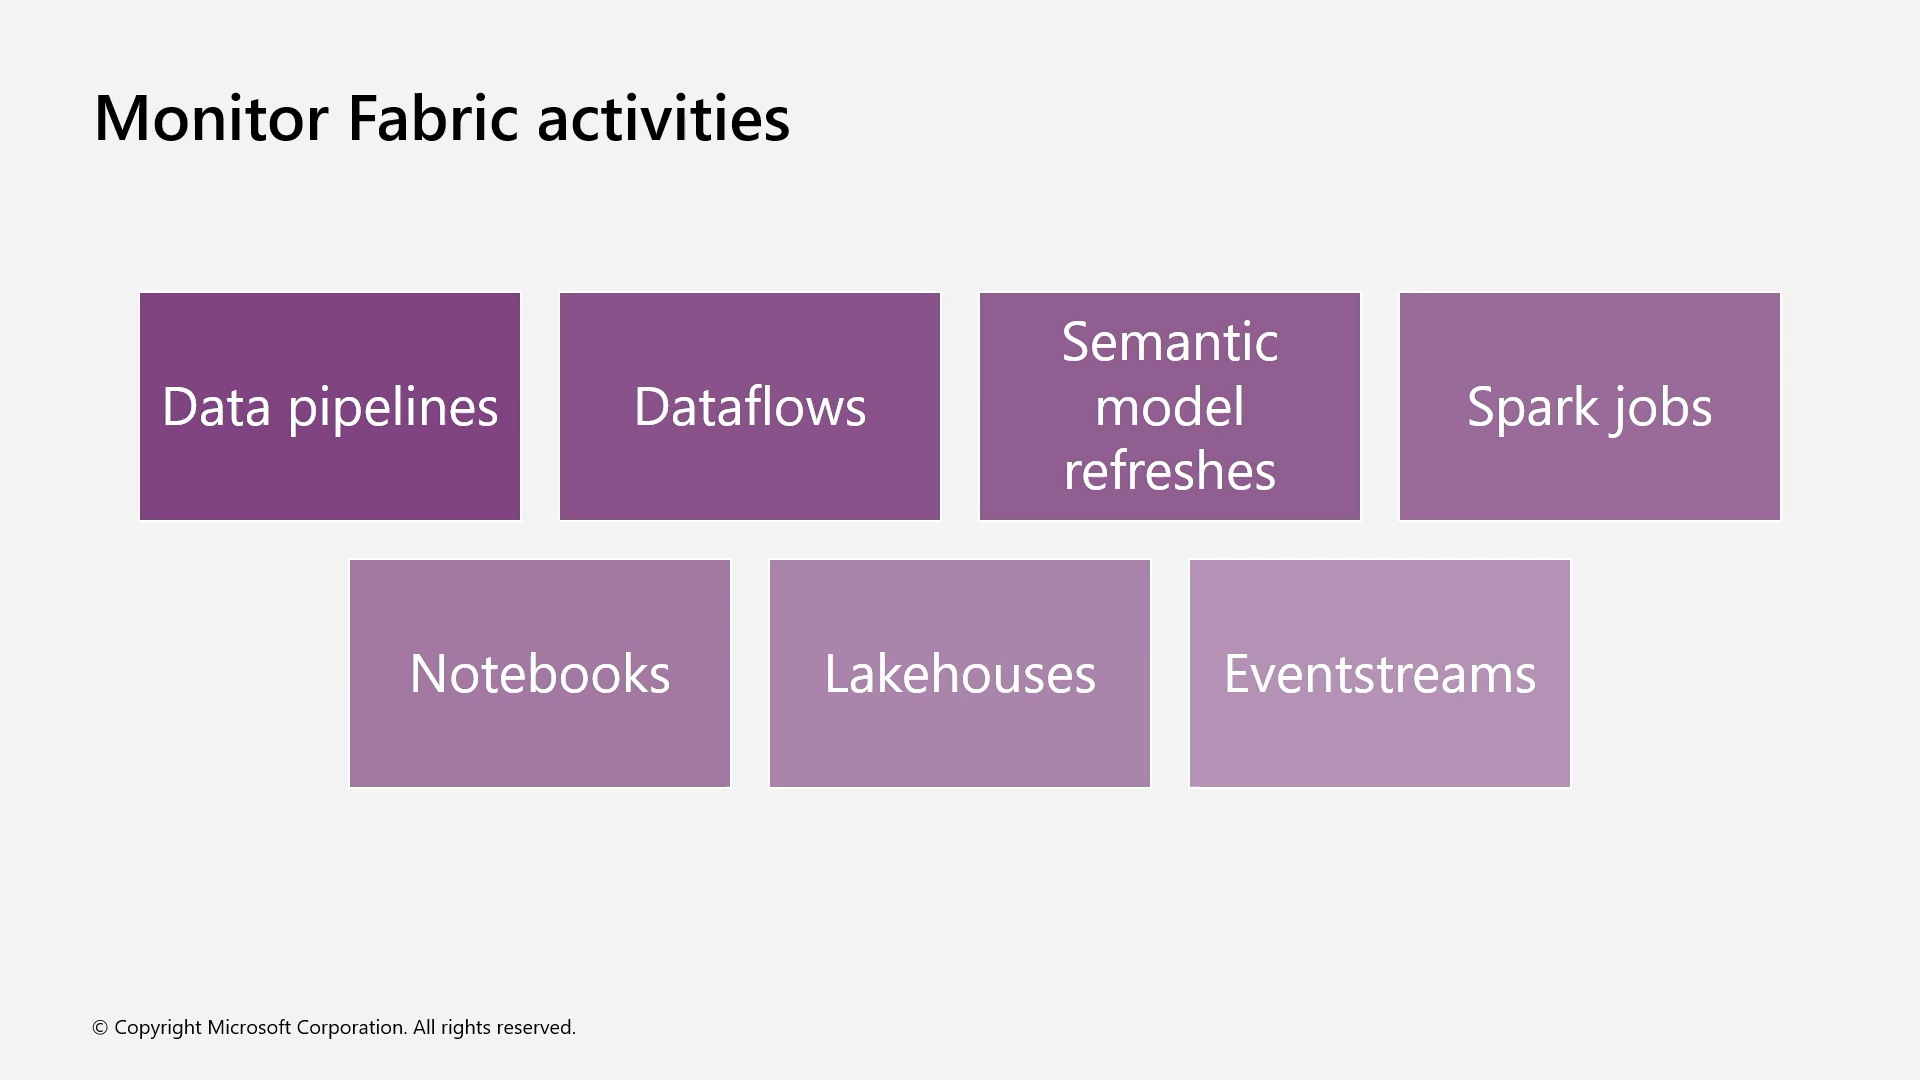 Monitor Fabric activities
Data pipelines
Dataflows
Semantic
model
refreshes
Spark jobs
Notebooks
Lakehouses
Eventstreams
© Copyright Microsoft Corporation. All rights reserved.